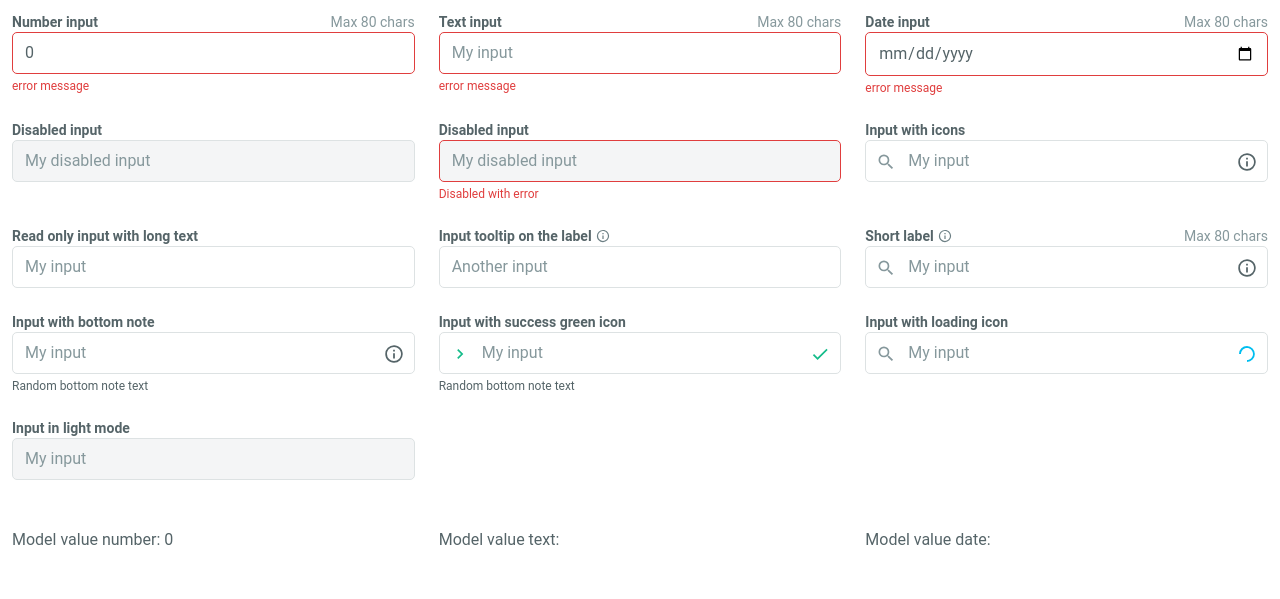 Number input Max 80 chars
0
error message
Text input Max 80 chars
My input
error message
Date input Max 80 chars
mm/dd/yyyy
error message
Disabled input
My disabled input
Disabled input
My disabled input
Disabled with error
Input with icons
My input
Read only input with long text
My input
Input tooltip on the label
Another input
Short label Max 80 chars
My input
Input with bottom note
My input
Random bottom note text
Input with success green icon
My input
Random bottom note text
Input with loading icon
My input
Input in light mode
My input
Model value number: 0
Model value text:
Model value date: